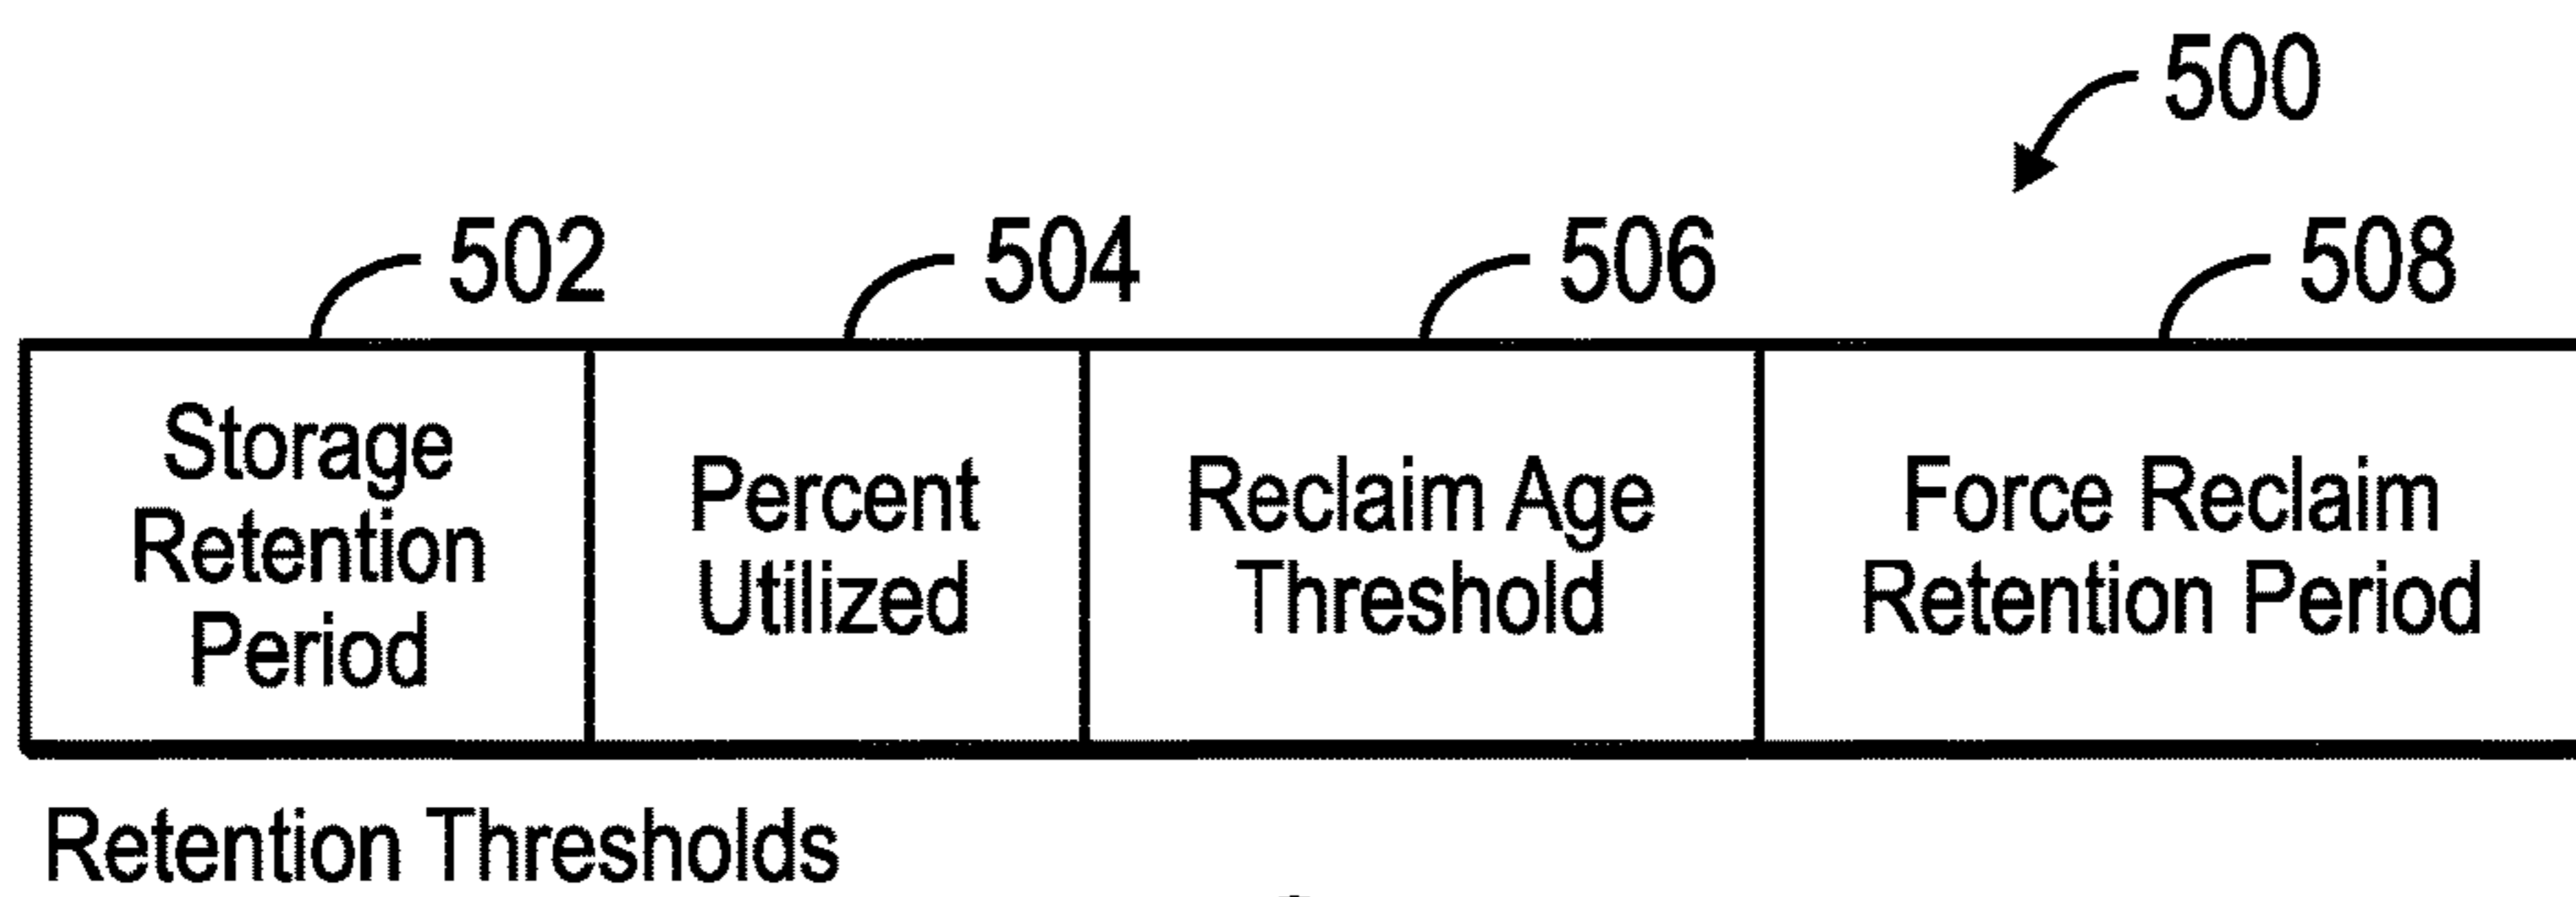 500
502
504
506
508
Storage
Retention
Period
Percent
Utilized
Reclaim Age
Threshold
Force Reclaim
Retention Period
Retention Thresholds